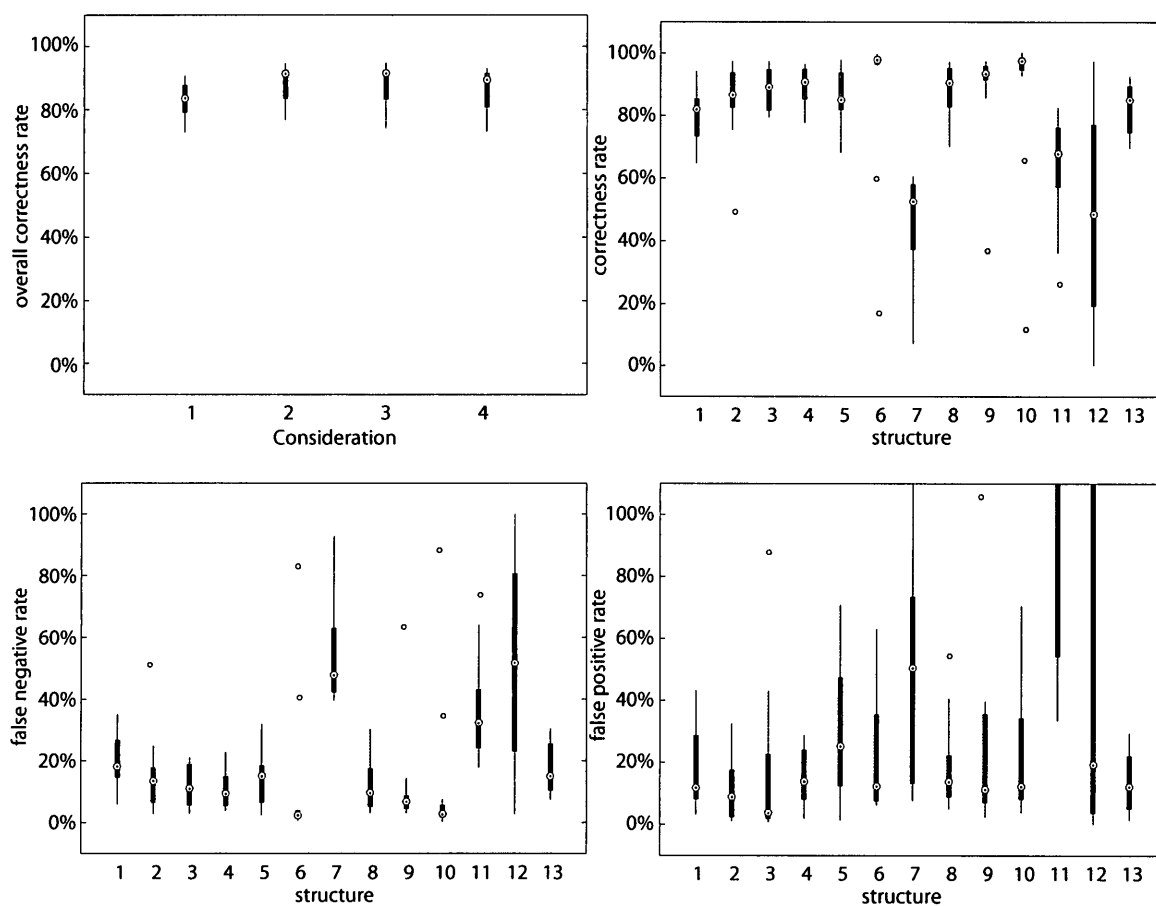 100%
80%
60%
40%
20%
0%
overall correctness rate
1 2 3 4
Consideration
100%
80%
60%
40%
20%
0%
correctness rate
1 2 3 4 5 6 7 8 9 10 11 12 13
structure
100%
80%
60%
40%
20%
0%
false negative rate
1 2 3 4 5 6 7 8 9 10 11 12 13
structure
100%
80%
60%
40%
20%
0%
false positive rate
1 2 3 4 5 6 7 8 9 10 11 12 13
structure